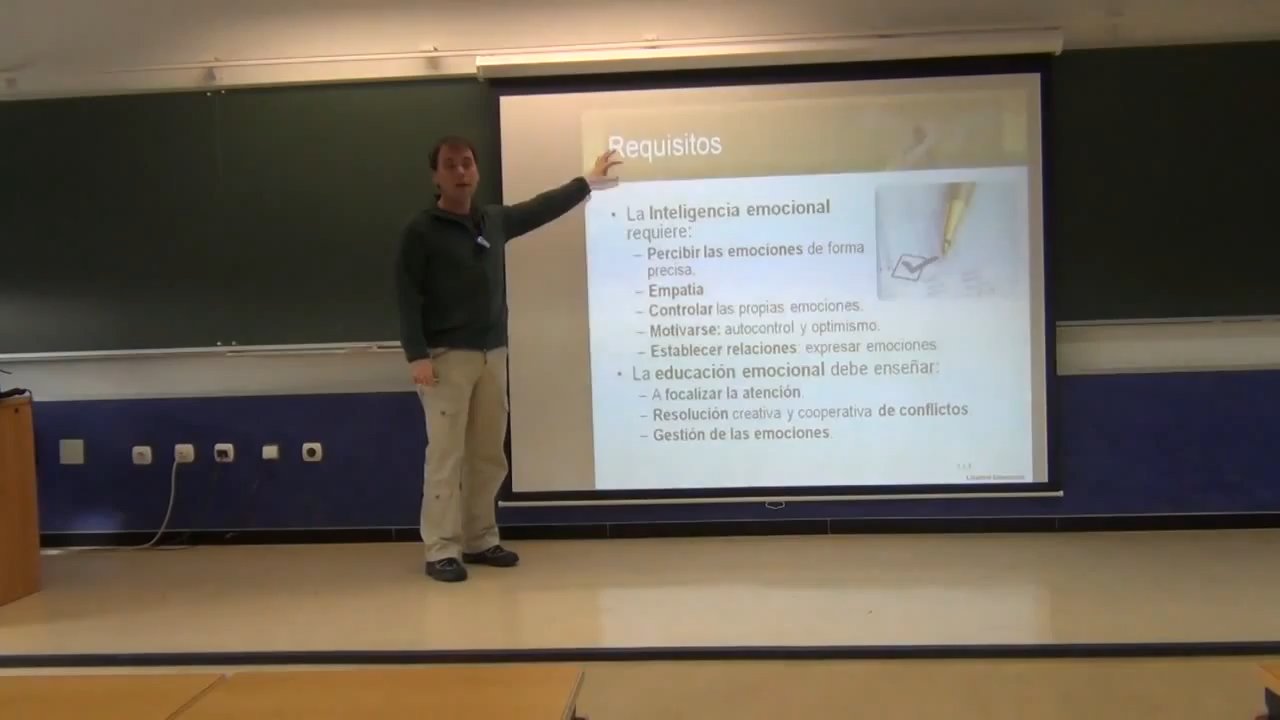 Requisitos
• La Inteligencia emocional
requiere:
– Percibir las emociones de forma
precisa.
– Empatia
– Controlar las propias emociones.
– Motivarse: autocontrol y optimismo.
– Establecer relaciones: expresar emociones
• La educación emocional debe enseñar:
– A focalizar la atención.
– Resolución creativa y cooperativa de conflictos
– Gestión de las emociones.